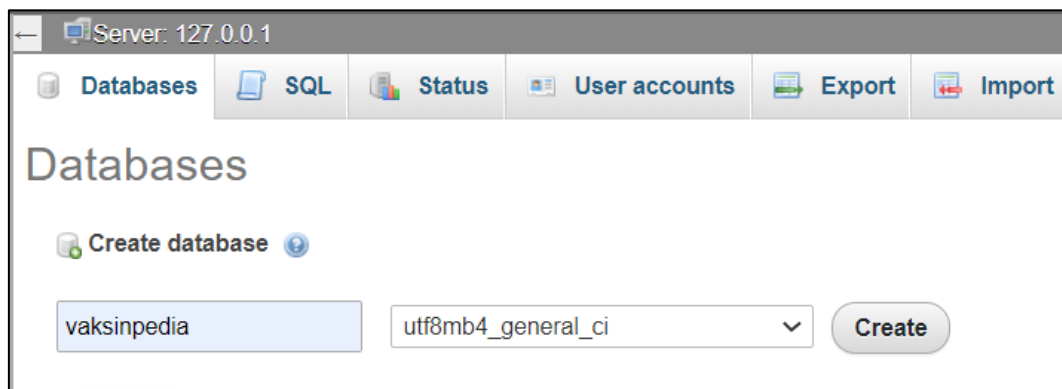 ← Server: 127.0.0.1
Databases SQL Status User accounts Export Import
Databases
Create database
vaksinpedia utf8mb4_general_ci Create